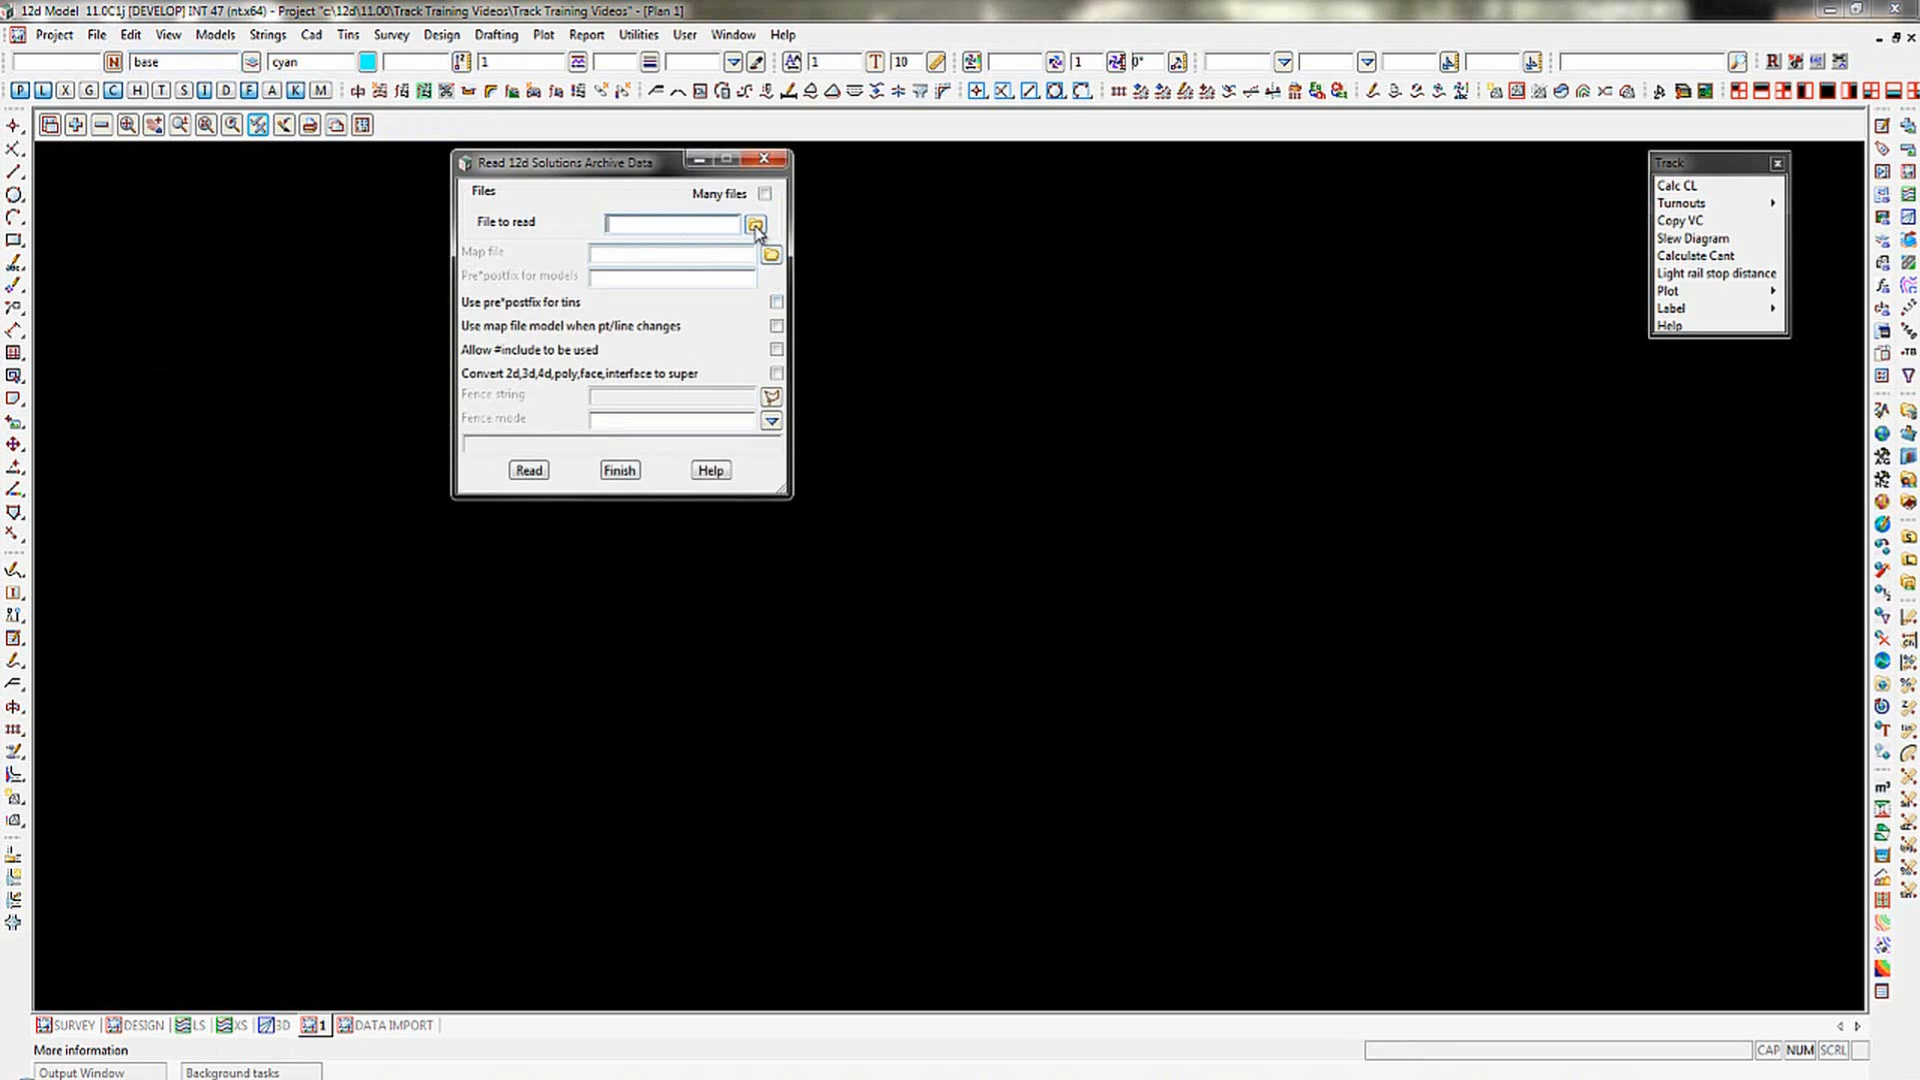 12d Model 11.0C1j [DEVELOP] INT 47 (nt.x64) - Project "c:\12d\11.00\Track Training Videos\Track Training Videos" - [Plan 1]
Project File Edit View Models Strings Cad Tins Survey Design Drafting Plot Report Utilities User Window Help
base cyan 1 1 10 1 0°
P L X G C H T S I D F A K M
Read 12d Solutions Archive Data
Files
Many files
File to read
Map file
Pre*postfix for models
Use pre*postfix for tins
Use map file model when pt/line changes
Allow #include to be used
Convert 2d,3d,4d,poly,face,interface to super
Fence string
Fence mode
Read Finish Help
Track
Calc CL
Turnouts
Copy VC
Slew Diagram
Calculate Cant
Light rail stop distance
Plot
Label
Help
SURVEY DESIGN LS XS 3D 1 DATA IMPORT
More information
CAP NUM SCRL
Output Window Background tasks